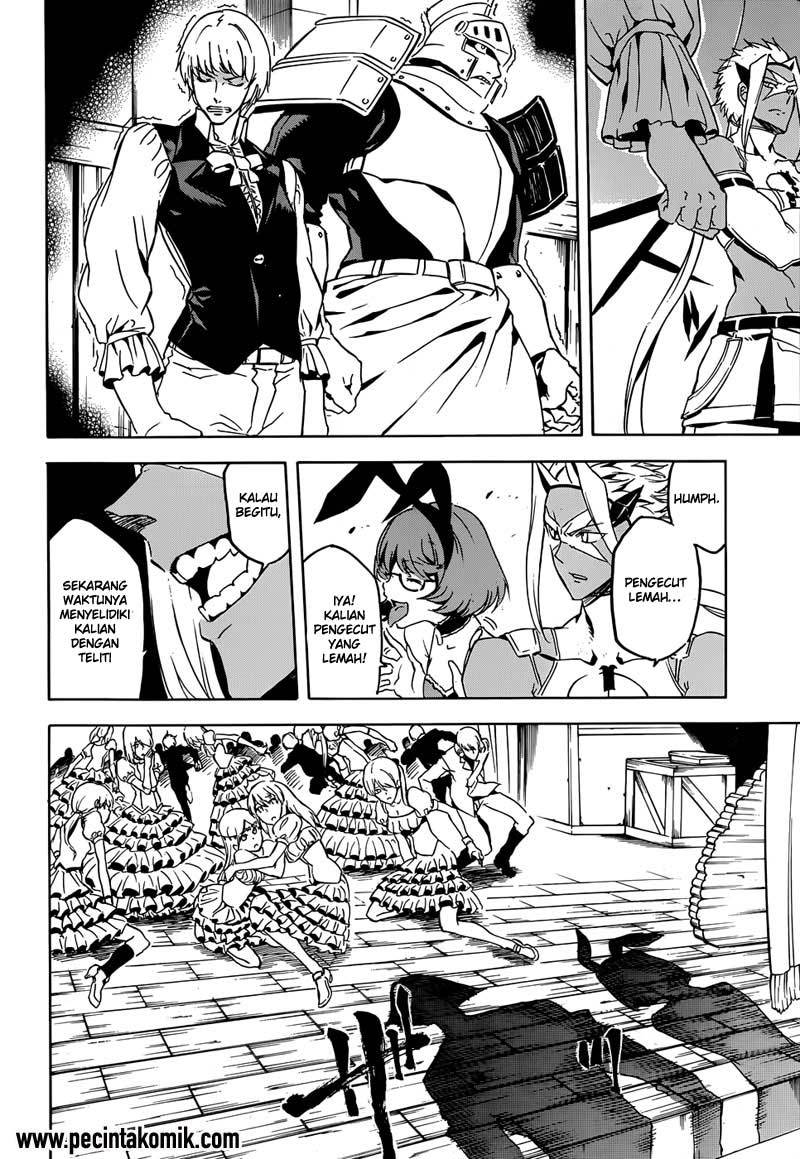 HUMPH.
PENGECUT
LEMAH...
IYA!
KALIAN
PENGECUT
YANG
LEMAH!
KALAU
BEGITU,
SEKARANG
WAKTUNYA
MENYELIDIKI
KALIAN
DENGAN
TELITI
www.pecintakomik.com